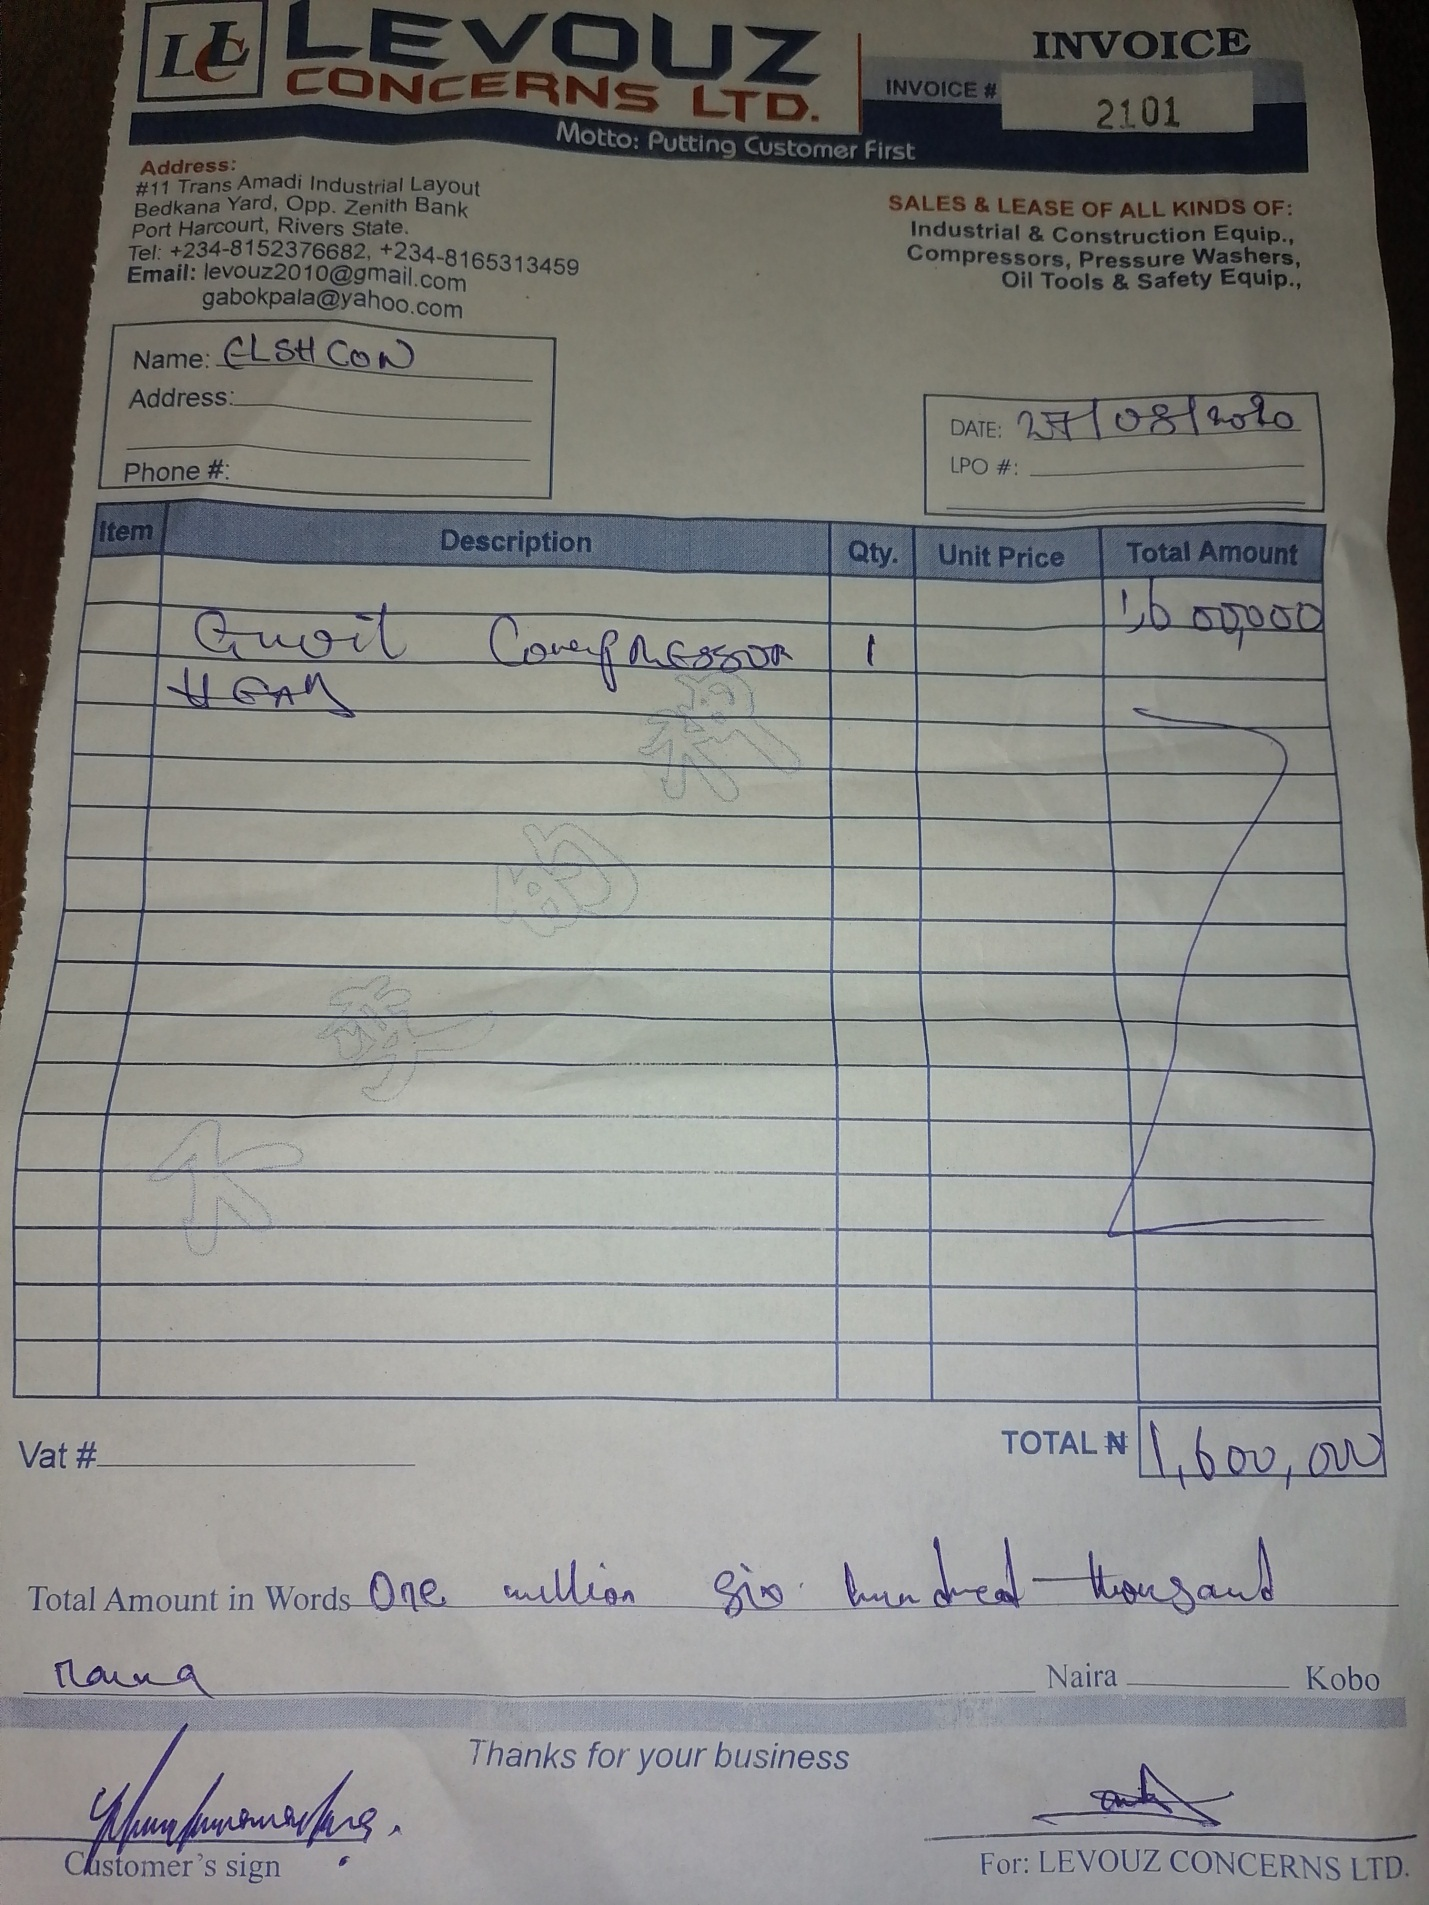 LLC LEVOUZ
CONCERNS LTD.
Motto: Putting Customer First
INVOICE
INVOICE # 2101
Address:
#11 Trans Amadi Industrial Layout
Bedkana Yard, Opp. Zenith Bank
Port Harcourt, Rivers State.
Tel: +234-8152376682, +234-8165313459
Email: levouz2010@gmail.com
gabokpala@yahoo.com
SALES & LEASE OF ALL KINDS OF:
Industrial & Construction Equip.,
Compressors, Pressure Washers,
Oil Tools & Safety Equip.,
Name: ELSHCON
Address:
Phone #:
DATE: 27/08/2020
LPO #:
Item Description Qty. Unit Price Total Amount
Compressor 1 1,600,000
Vat #
TOTAL ₦ 1,600,000
Total Amount in Words One million six hundred thousand
naira Naira Kobo
Thanks for your business
Customer's sign
For: LEVOUZ CONCERNS LTD.